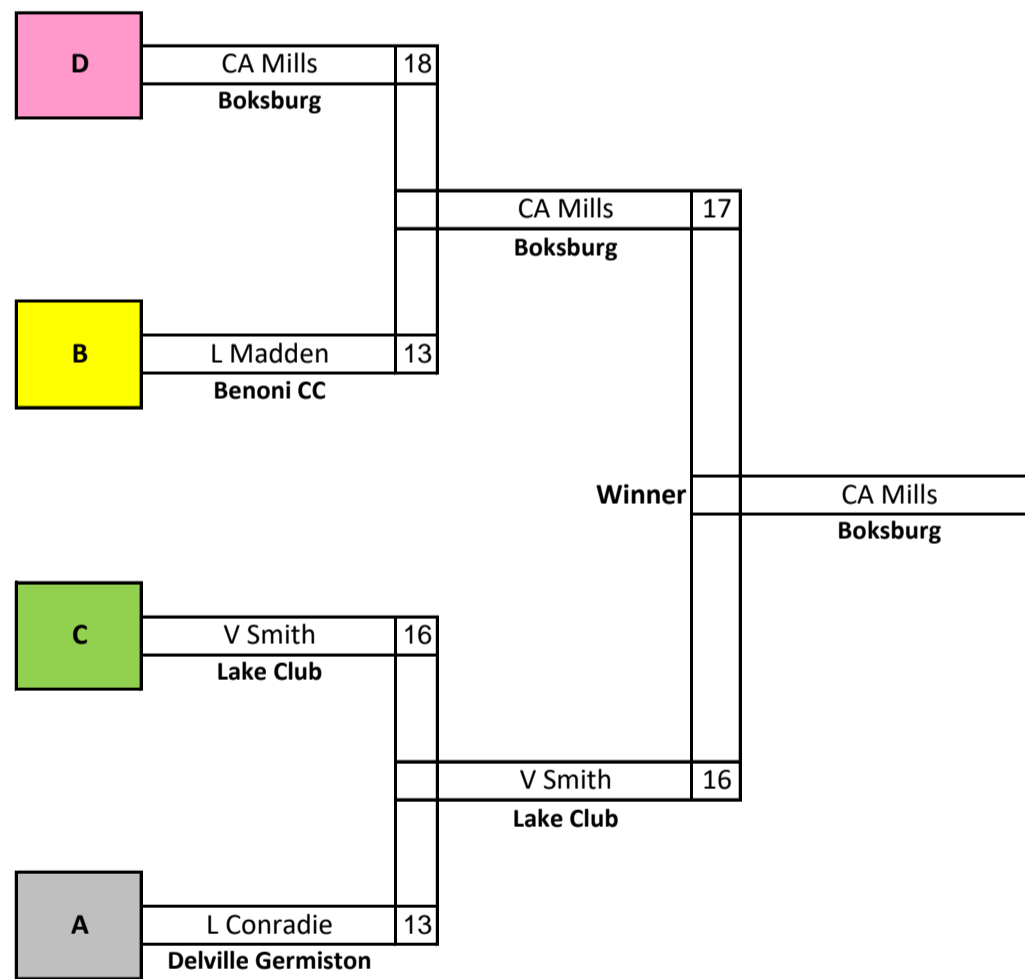 D
CA Mills 18
Boksburg
CA Mills 17
Boksburg
B
L Madden 13
Benoni CC
Winner
CA Mills
Boksburg
C
V Smith 16
Lake Club
V Smith 16
Lake Club
A
L Conradie 13
Delville Germiston